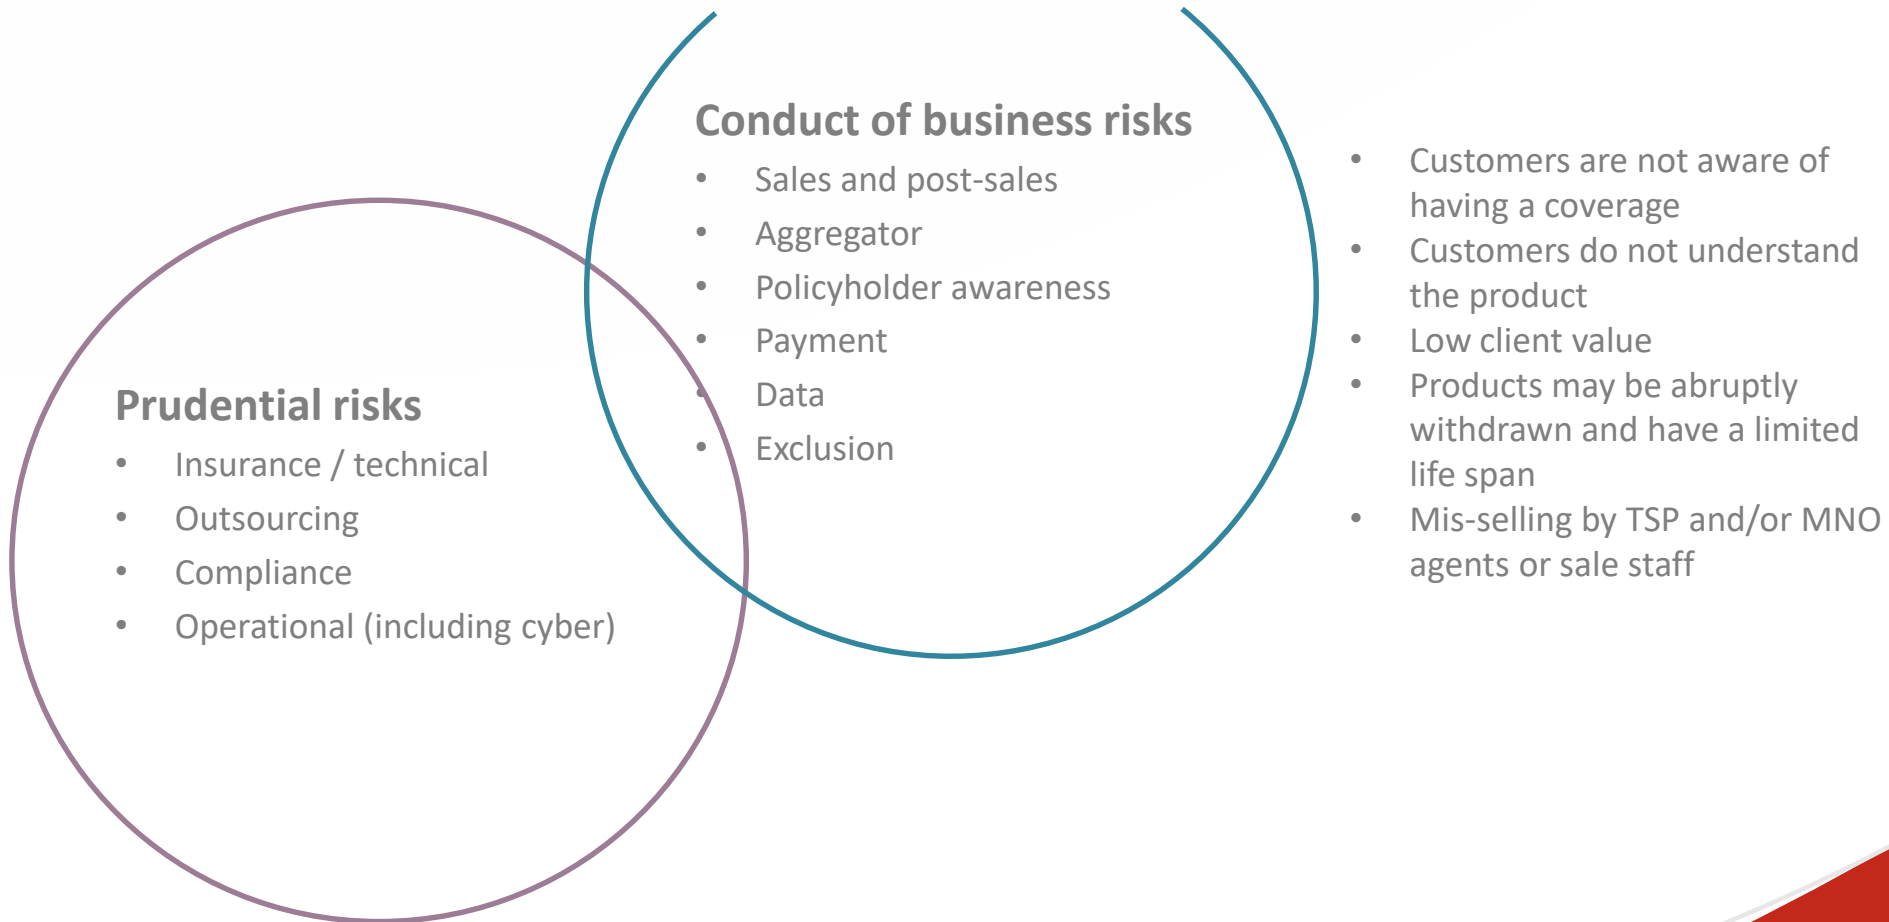 Conduct of business risks
• Sales and post-sales
• Aggregator
• Policyholder awareness
• Payment
• Data
• Exclusion
Prudential risks
• Insurance / technical
• Outsourcing
• Compliance
• Operational (including cyber)
• Customers are not aware of
having a coverage
• Customers do not understand
the product
• Low client value
• Products may be abruptly
withdrawn and have a limited
life span
• Mis-selling by TSP and/or MNO
agents or sale staff